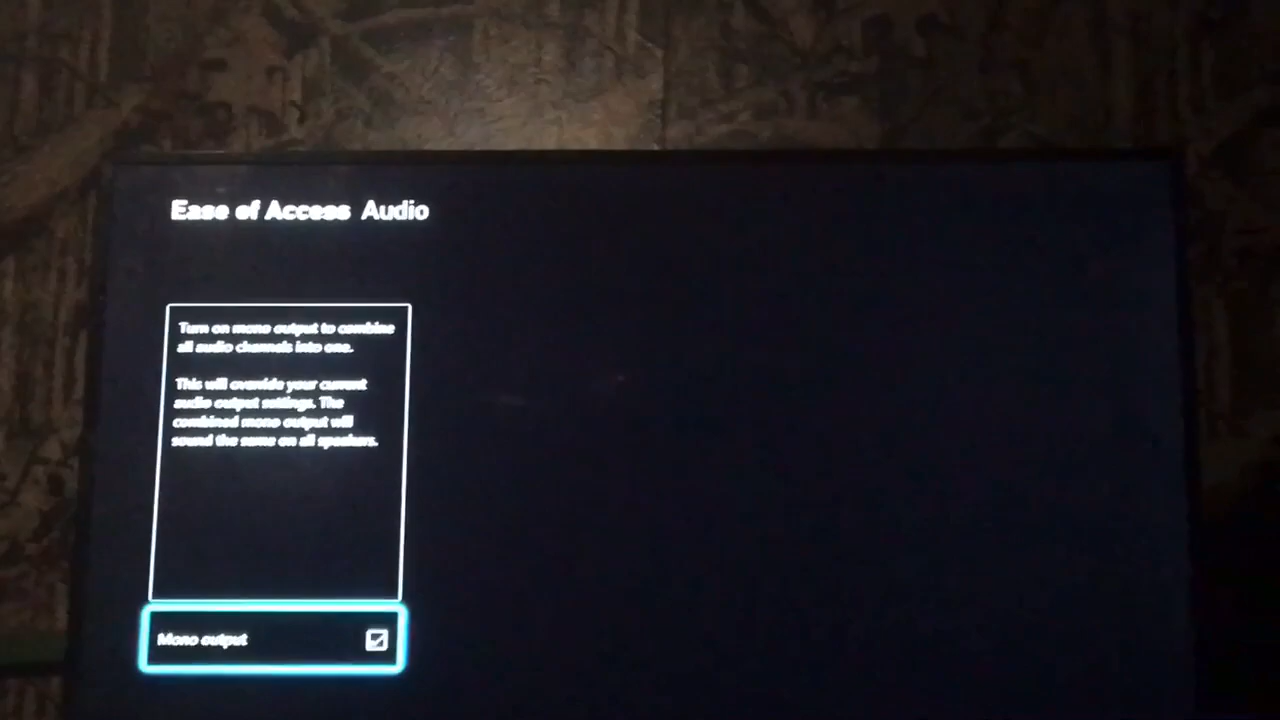 Ease of Access Audio
Turn on mono output to combine
all audio channels into one.
This will override your current
audio output settings. The
combined mono output will
sound the same on all speakers.
Mono output